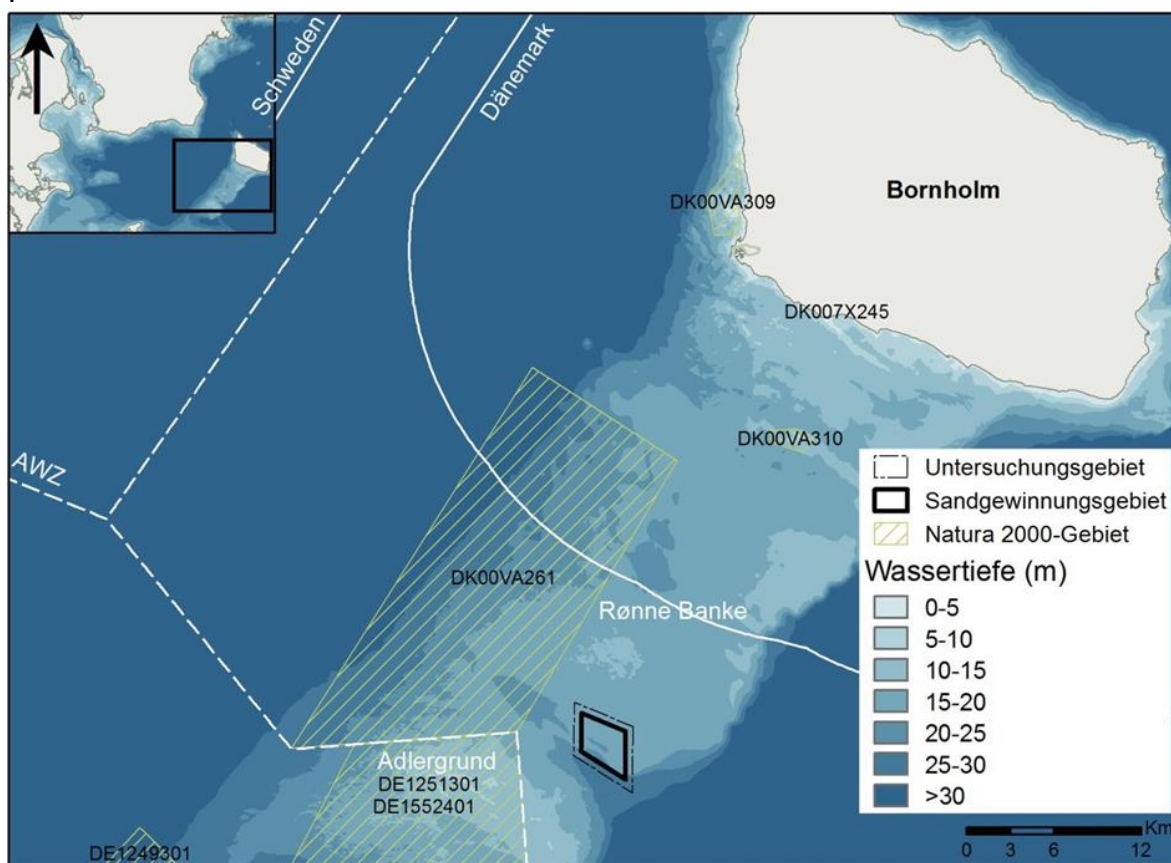 Schweden
Dänemark
DK00VA309
Bornholm
DK007X245
DK00VA310
AWZ
DK00VA261
Rønne Banke
Adlergrund
DE1251301
DE1552401
DE1249301
Untersuchungsgebiet
Sandgewinnungsgebiet
Natura 2000-Gebiet
Wassertiefe (m)
0-5
5-10
10-15
15-20
20-25
25-30
>30
Km
0 3 6 12